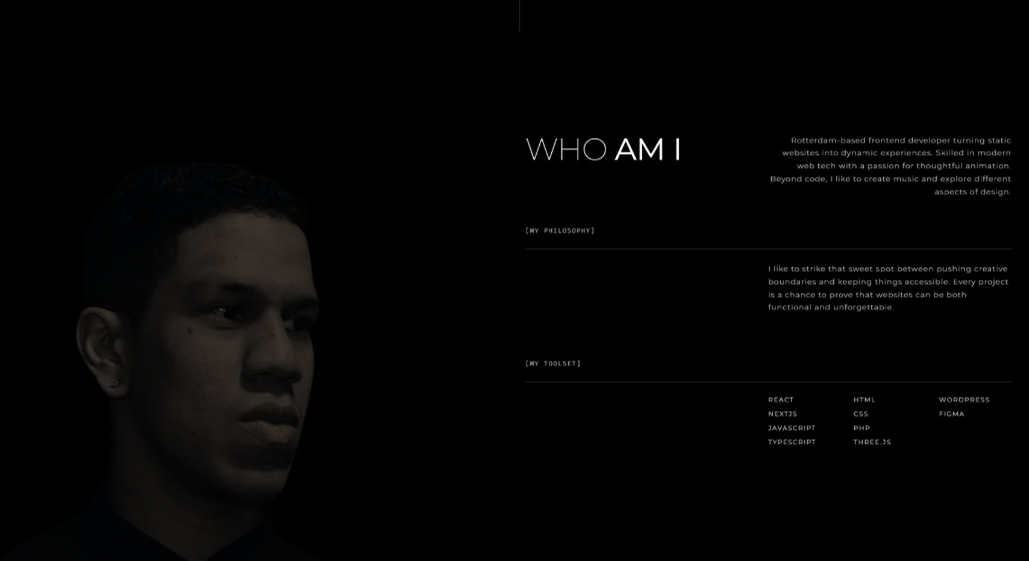 WHO AM I
Rotterdam-based frontend developer turning static
websites into dynamic experiences. Skilled in modern
web tech with a passion for thoughtful animation.
Beyond code, I like to create music and explore different
aspects of design.
[MY PHILOSOPHY]
I like to strike that sweet spot between pushing creative
boundaries and keeping things accessible. Every project
is a chance to prove that websites can be both
functional and unforgettable.
[MY TOOLSET]
REACT HTML WORDPRESS
NEXTJS CSS FIGMA
JAVASCRIPT PHP
TYPESCRIPT THREE.JS